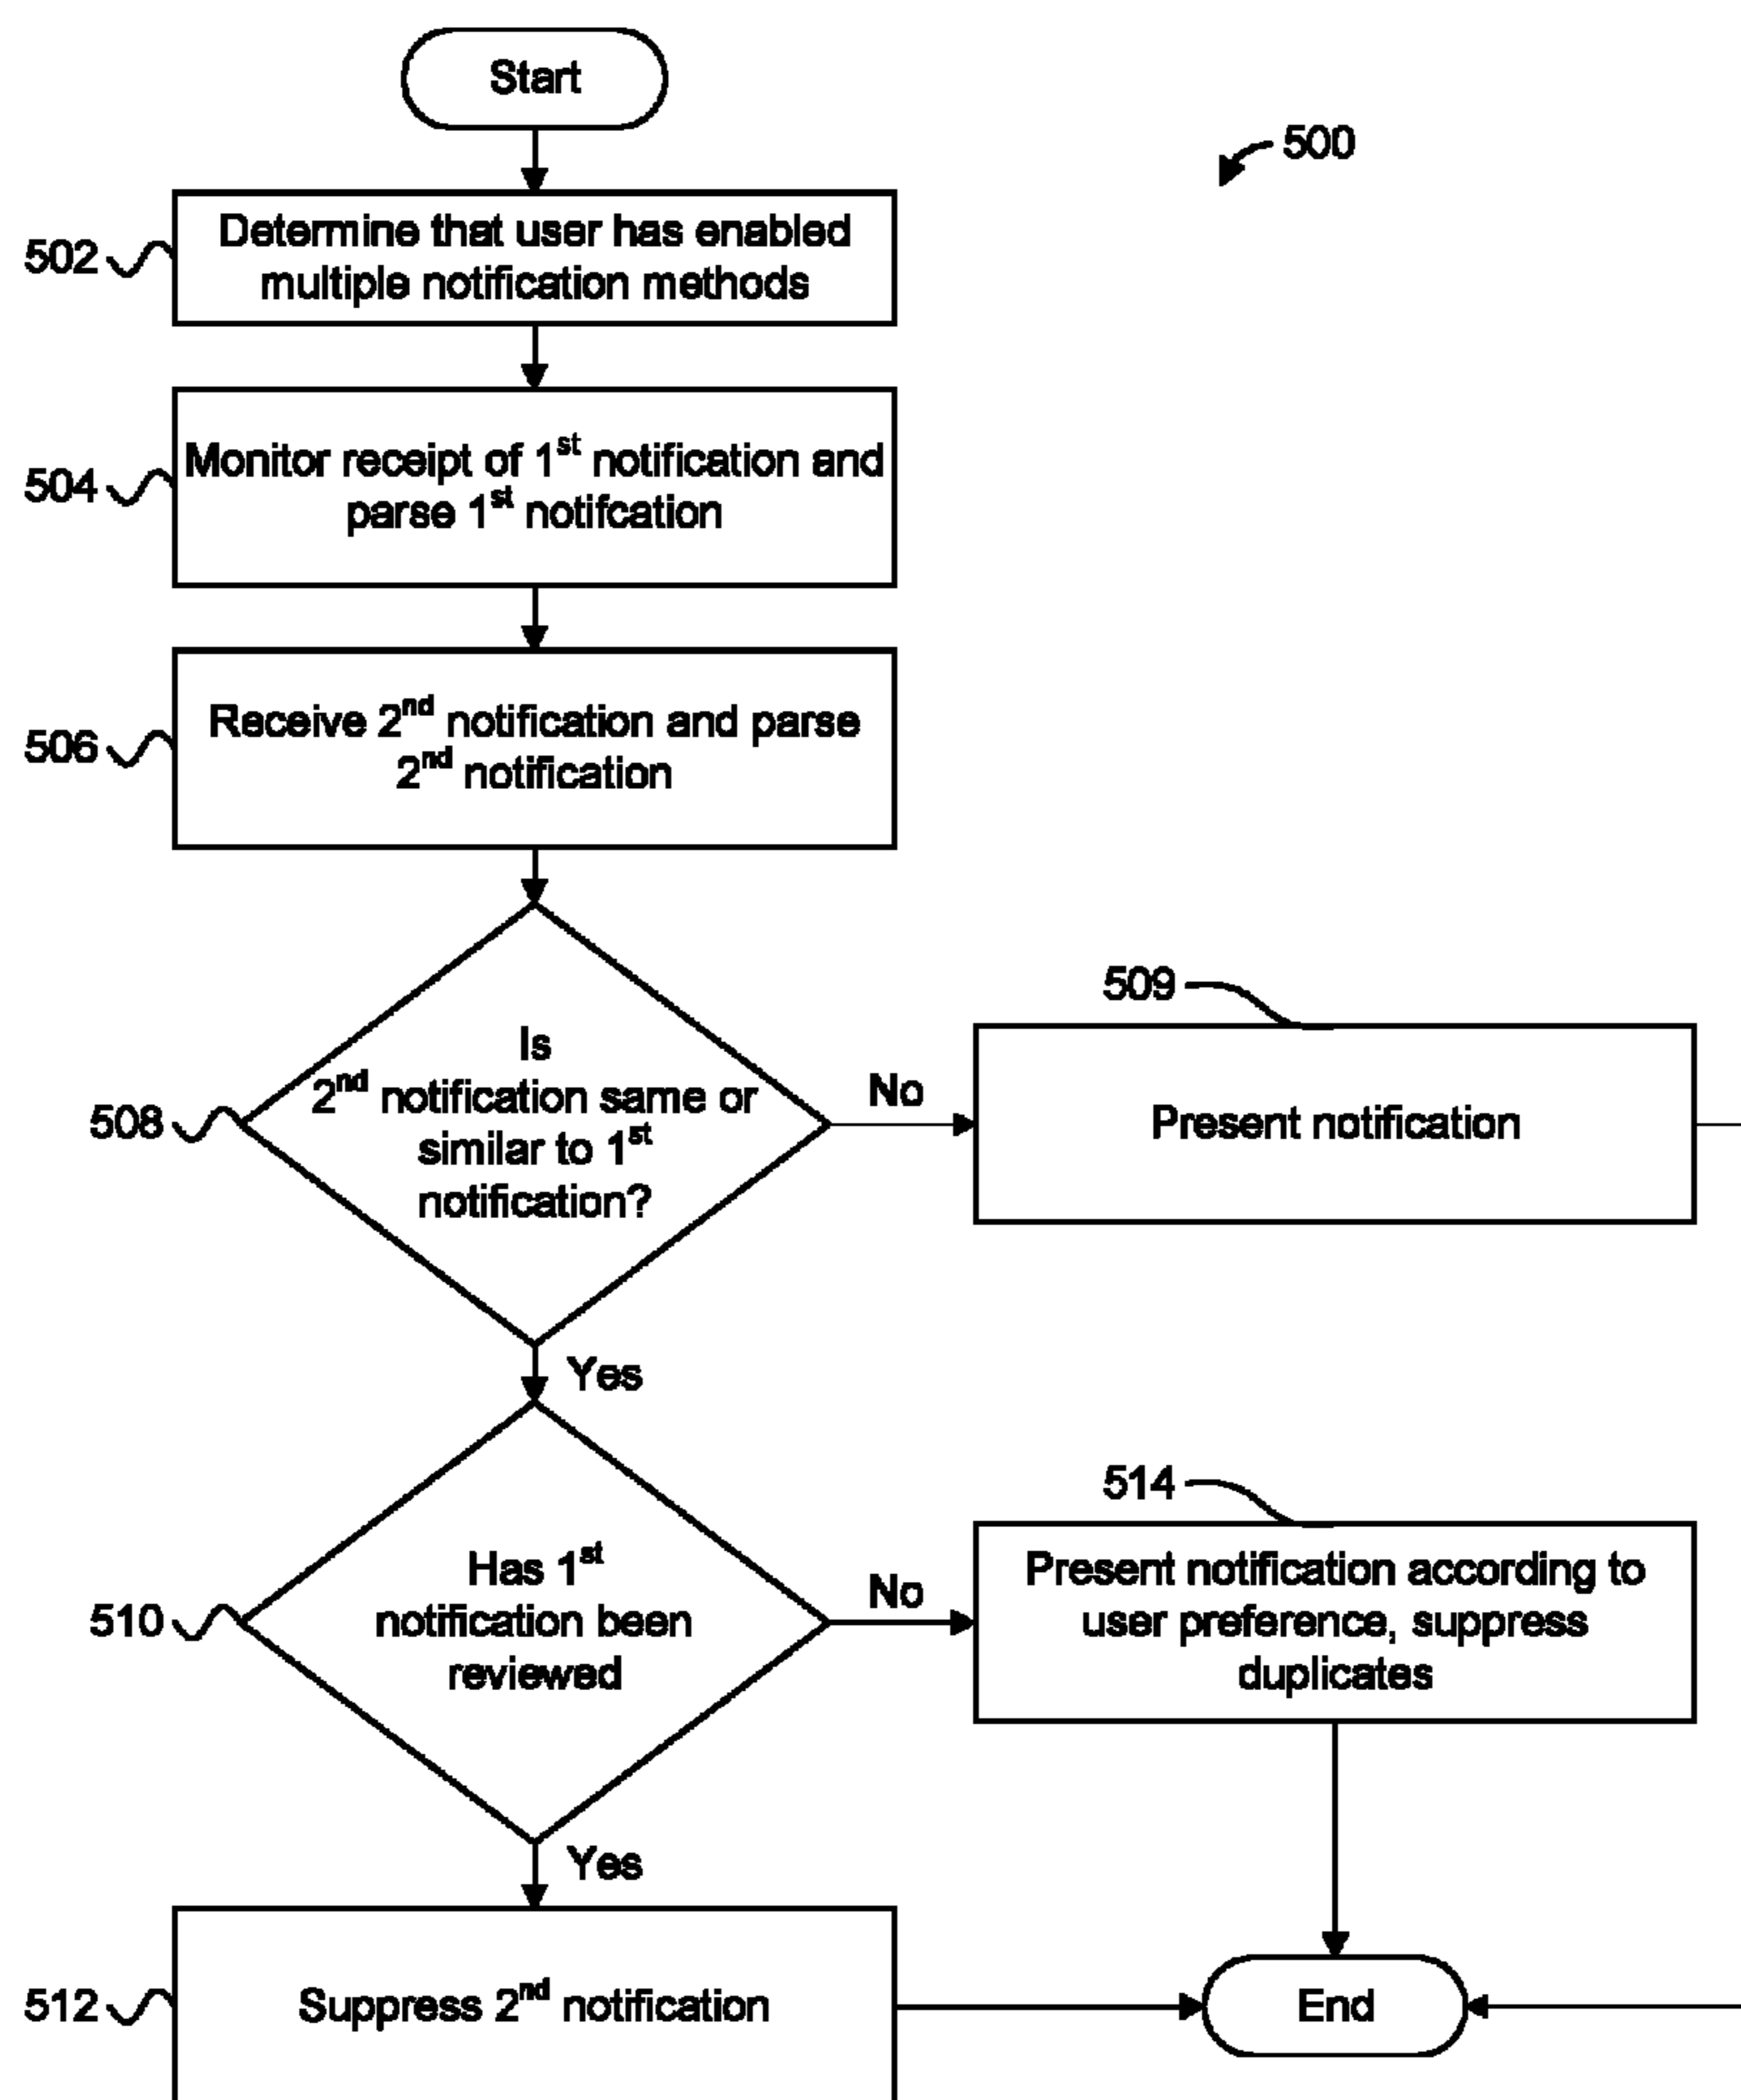 Start
500
502
Determine that user has enabled
multiple notification methods
504
Monitor receipt of 1st notification and
parse 1st notifcation
506
Receive 2nd notification and parse
2nd notification
508
Is
2nd notification same or
similar to 1st
notification?
No
509
Present notification
Yes
510
Has 1st
notification been
reviewed
No
514
Present notification according to
user preference, suppress
duplicates
Yes
512
Suppress 2nd notification
End